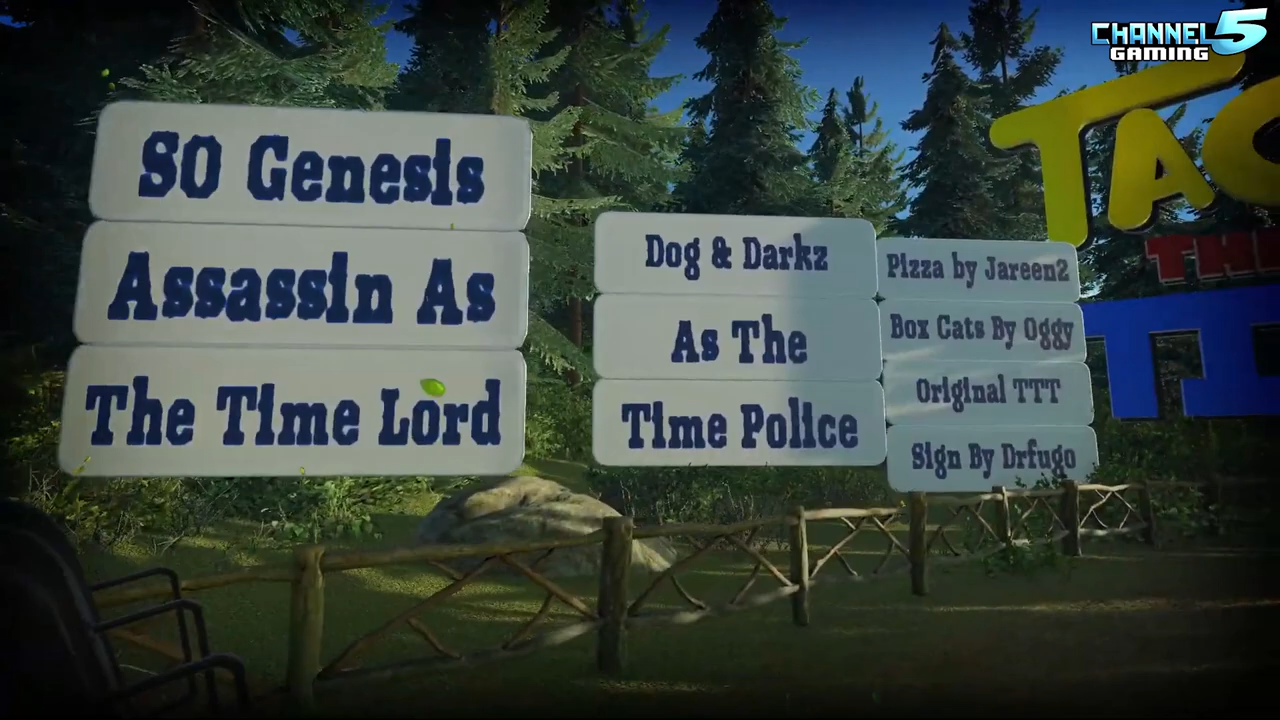 CHANNEL 5
GAMING
SO Genesis
Assassin As
The Time Lord
Dog & Darkz
As The
Time Police
Pizza by Jareen2
Box Cats By Oggy
Original TTT
Sign By Drfugo